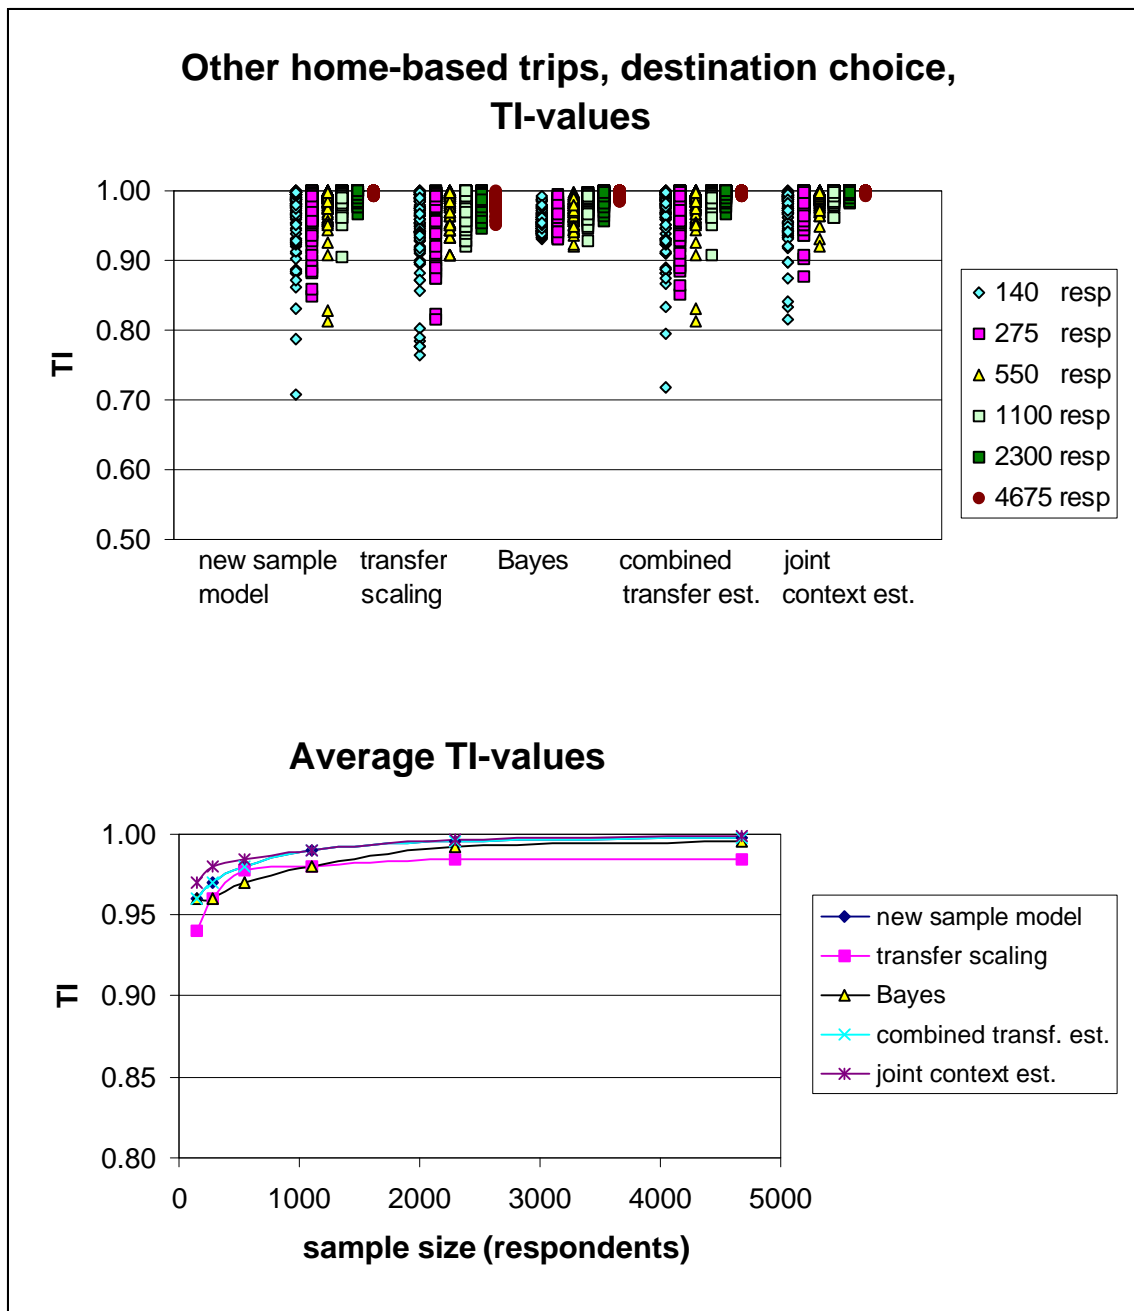 Other home-based trips, destination choice,
TI-values
1.00
0.90
0.80
0.70
0.60
0.50
TI
new sample transfer Bayes combined joint
model scaling transfer est. context est.
140 resp
275 resp
550 resp
1100 resp
2300 resp
4675 resp
Average TI-values
1.00
0.95
0.90
0.85
0.80
TI
0 1000 2000 3000 4000 5000
sample size (respondents)
new sample model
transfer scaling
Bayes
combined transf. est.
joint context est.